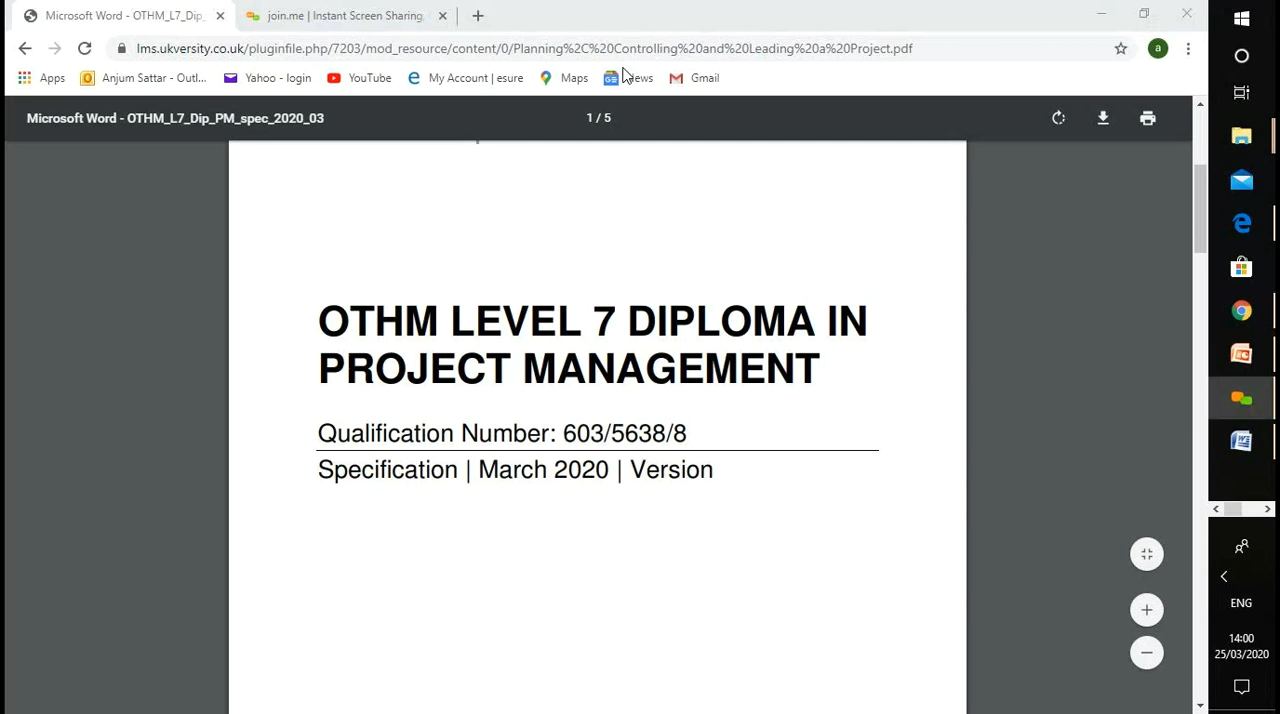 Microsoft Word - OTHM_L7_Dip_
join.me | Instant Screen Sharing
lms.ukversity.co.uk/pluginfile.php/7203/mod_resource/content/0/Planning%2C%20Controlling%20and%20Leading%20a%20Project.pdf
a
Apps
Anjum Sattar - Outl...
Yahoo - login
YouTube
My Account | esure
Maps
Gmail
Microsoft Word - OTHM_L7_Dip_PM_spec_2020_03
1 / 5
OTHM LEVEL 7 DIPLOMA IN
PROJECT MANAGEMENT
Qualification Number: 603/5638/8
Specification | March 2020 | Version
ENG
14:00
25/03/2020